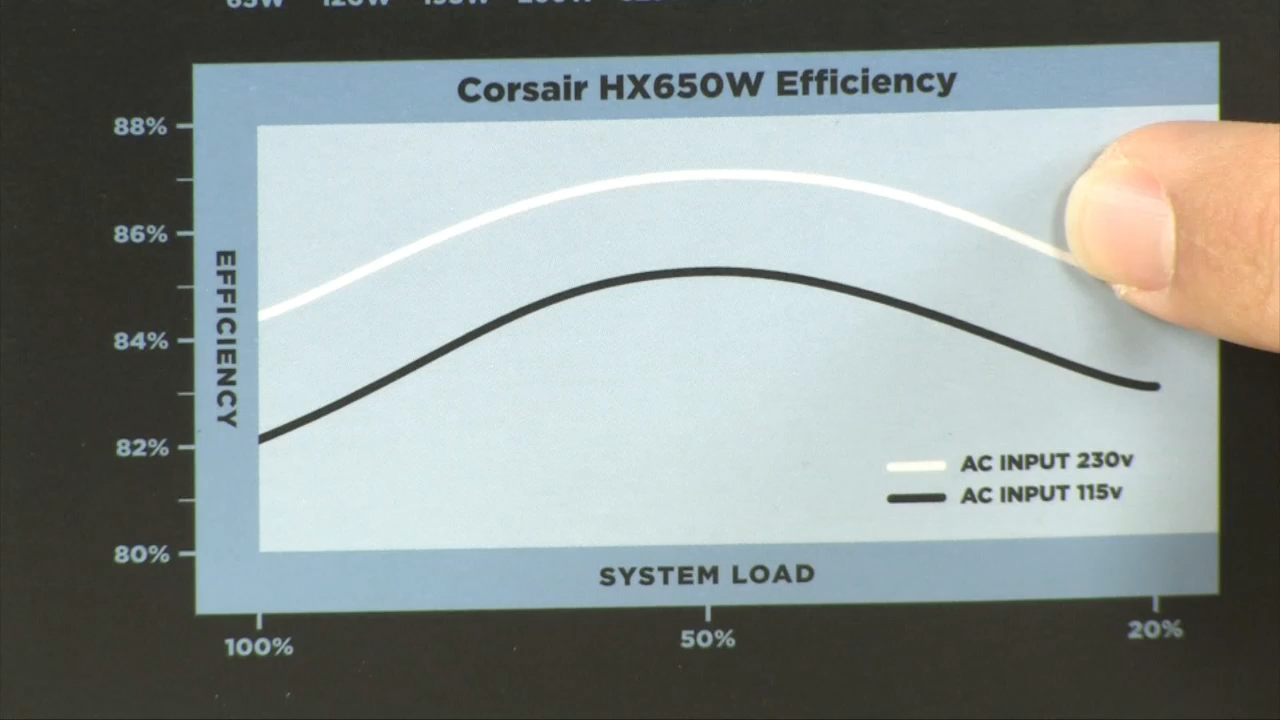 Corsair HX650W Efficiency
88%
86%
84%
82%
80%
EFFICIENCY
AC INPUT 230v
AC INPUT 115v
SYSTEM LOAD
100%
50%
20%